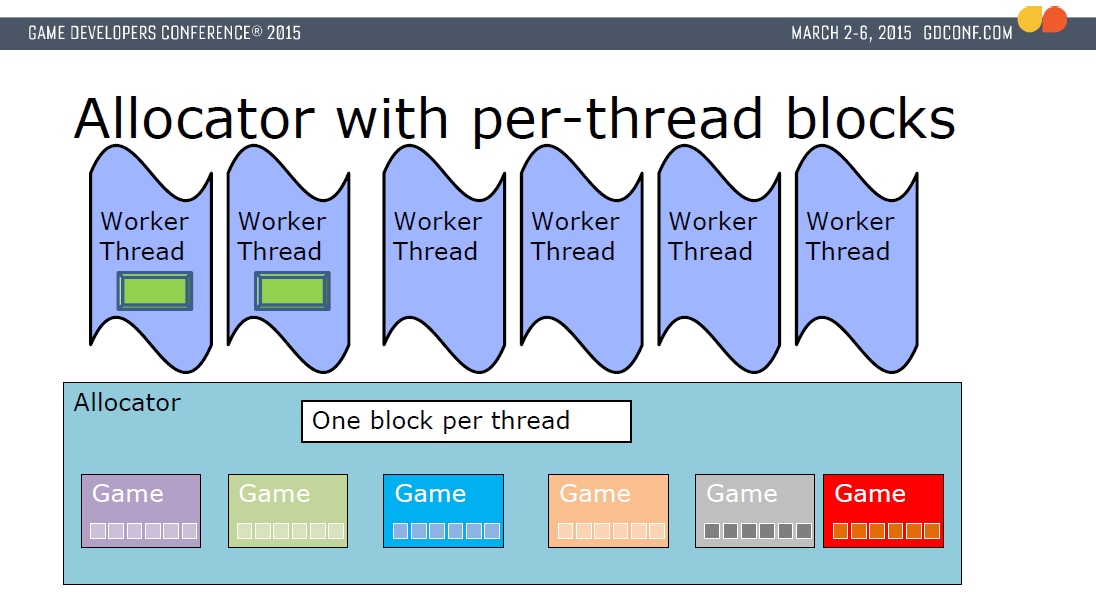 GAME DEVELOPERS CONFERENCE® 2015
MARCH 2-6, 2015 GDCONF.COM
Allocator with per-thread blocks
Worker
Thread
Worker
Thread
Worker
Thread
Worker
Thread
Worker
Thread
Worker
Thread
Allocator
One block per thread
Game
Game
Game
Game
Game
Game